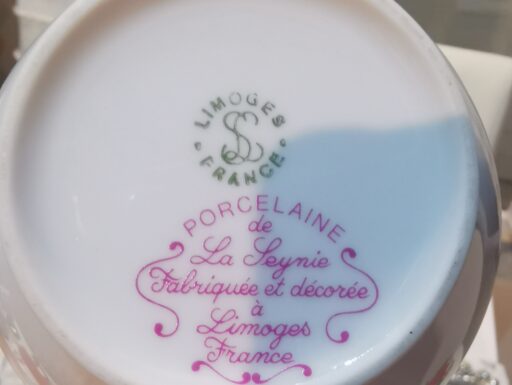 LIMOGES
FRANCE
PORCELAINE
de
La Seynie
Fabriquée et décorée
à
Limoges
France